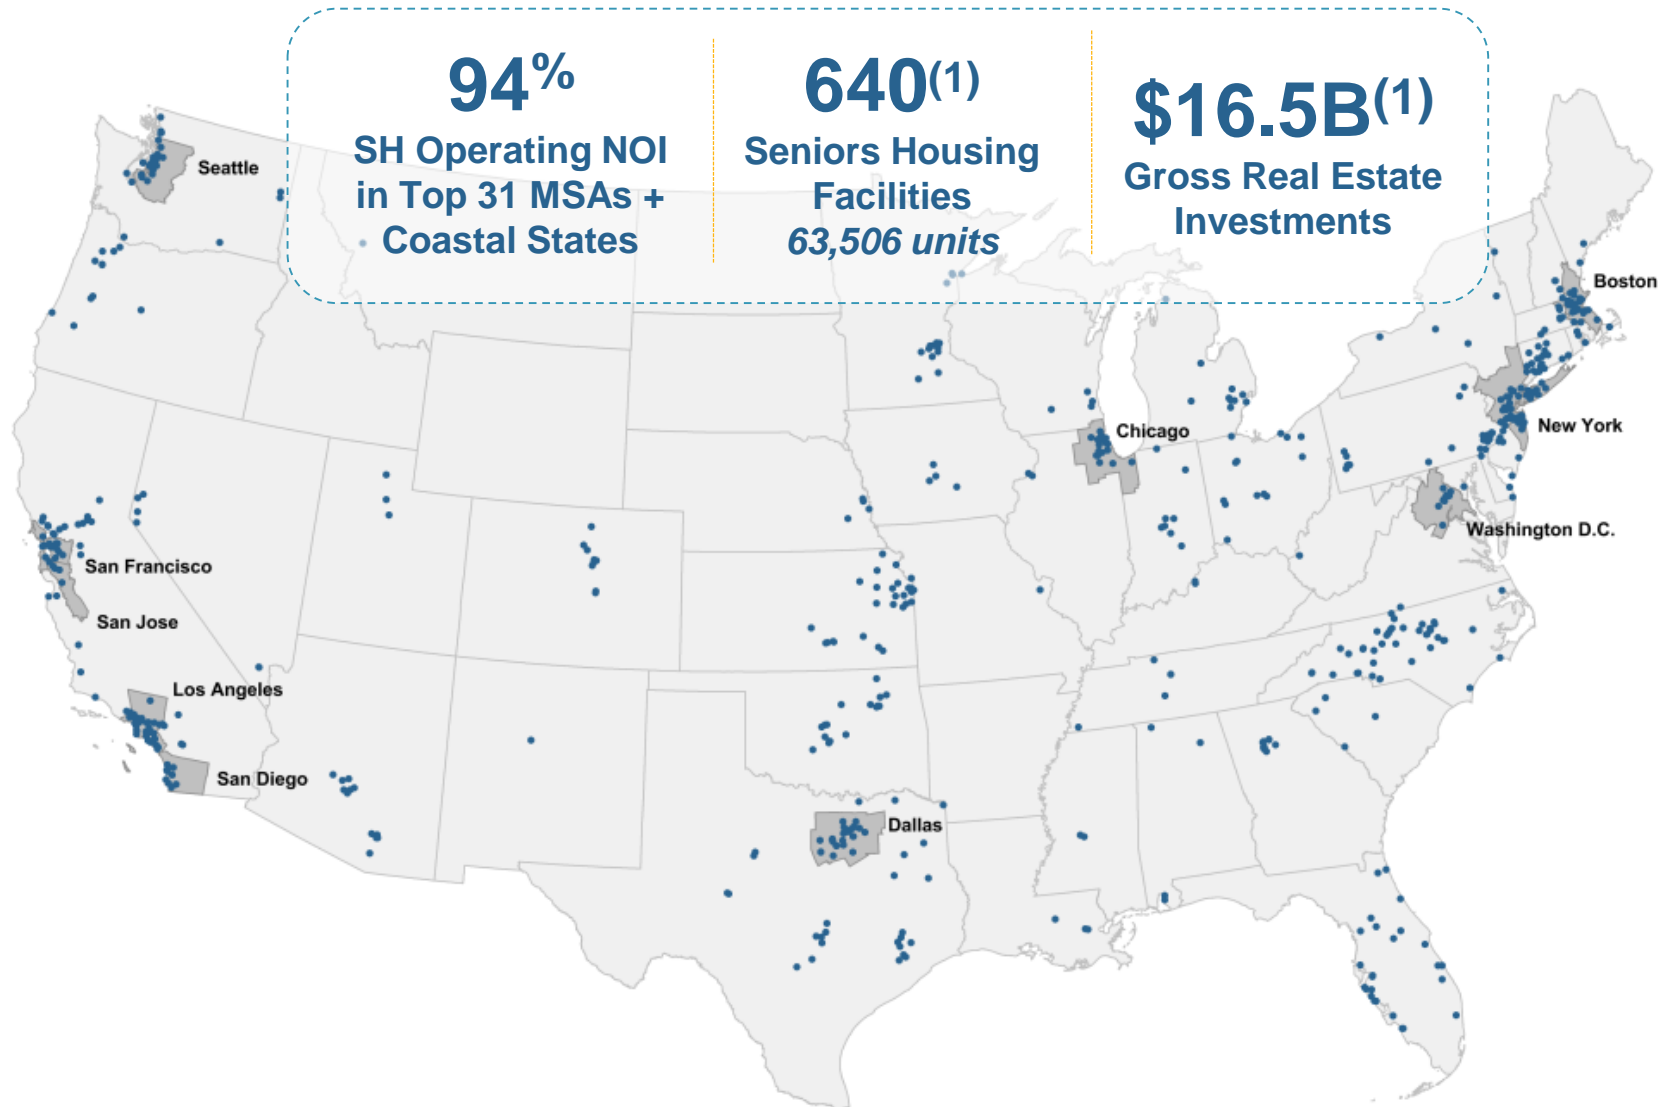 94%
SH Operating NOI
in Top 31 MSAs +
Coastal States
640(1)
Seniors Housing
Facilities
63,506 units
$16.5B(1)
Gross Real Estate
Investments
Seattle
Boston
Chicago
New York
Washington D.C.
San Francisco
San Jose
Los Angeles
San Diego
Dallas